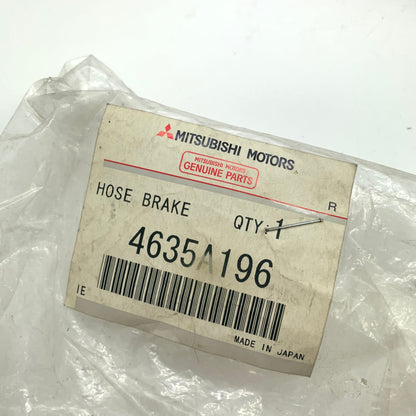 MITSUBISHI MOTORS
MITSUBISHI MOTORS
GENUINE PARTS
R
HOSE BRAKE QTY:1
4635A196
IE
MADE IN JAPAN